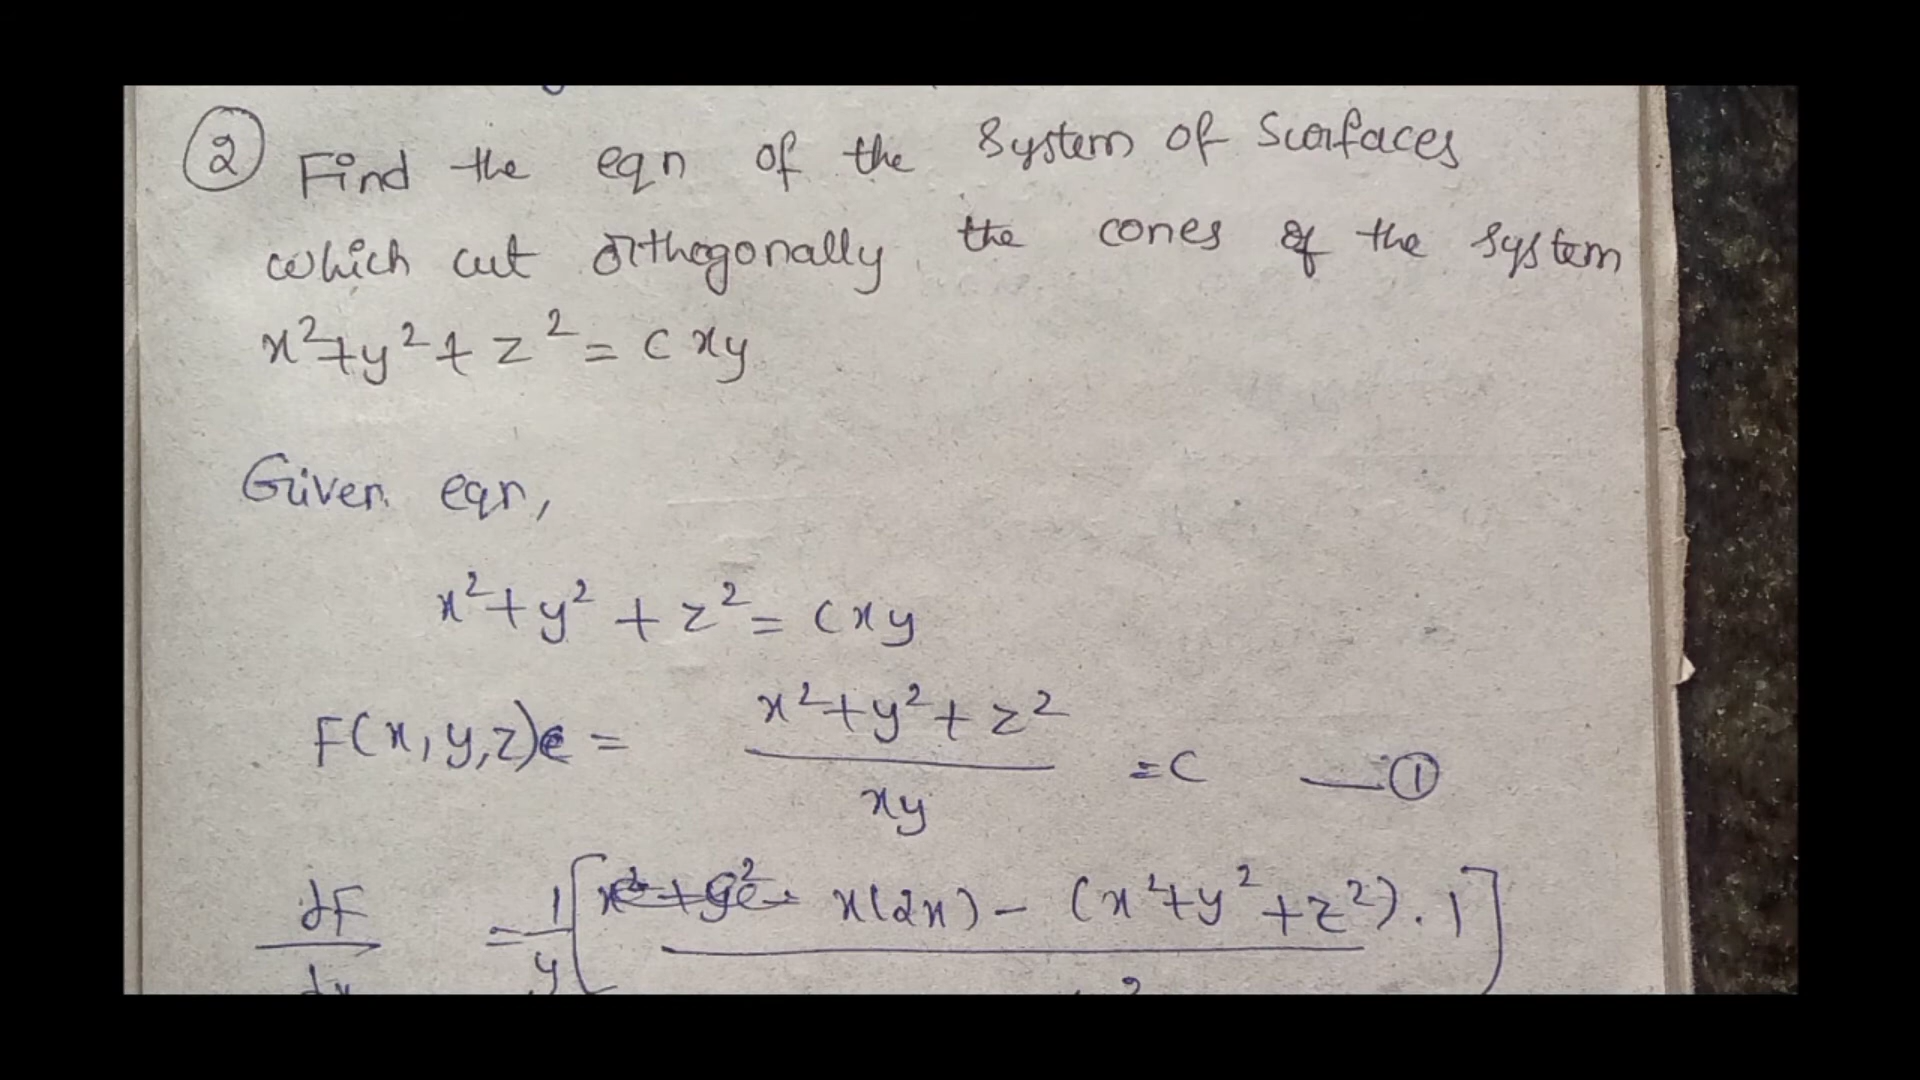 ② Find the eqn of the System of Surfaces
which cut orthogonally the cones of the system
x²+y²+z² = cxy
Given eqn,
x²+y²+z² = cxy
F(x,y,z) = x²+y²+z² / xy = c —①
dF/dx = 1/y [x(2x) - (x²+y²+z²).1]